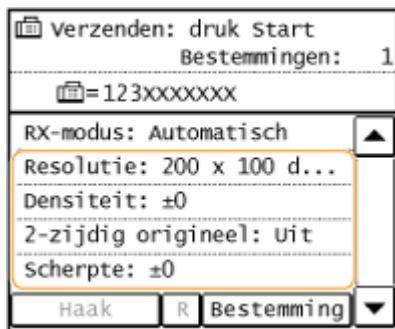 Verzenden: druk Start
Bestemmingen: 1
=123xxxxxxx
RX-modus: Automatisch
Resolutie: 200 x 100 d...
Densiteit: ±0
2-zijdig origineel: Uit
Scherpte: ±0
Haak R Bestemming